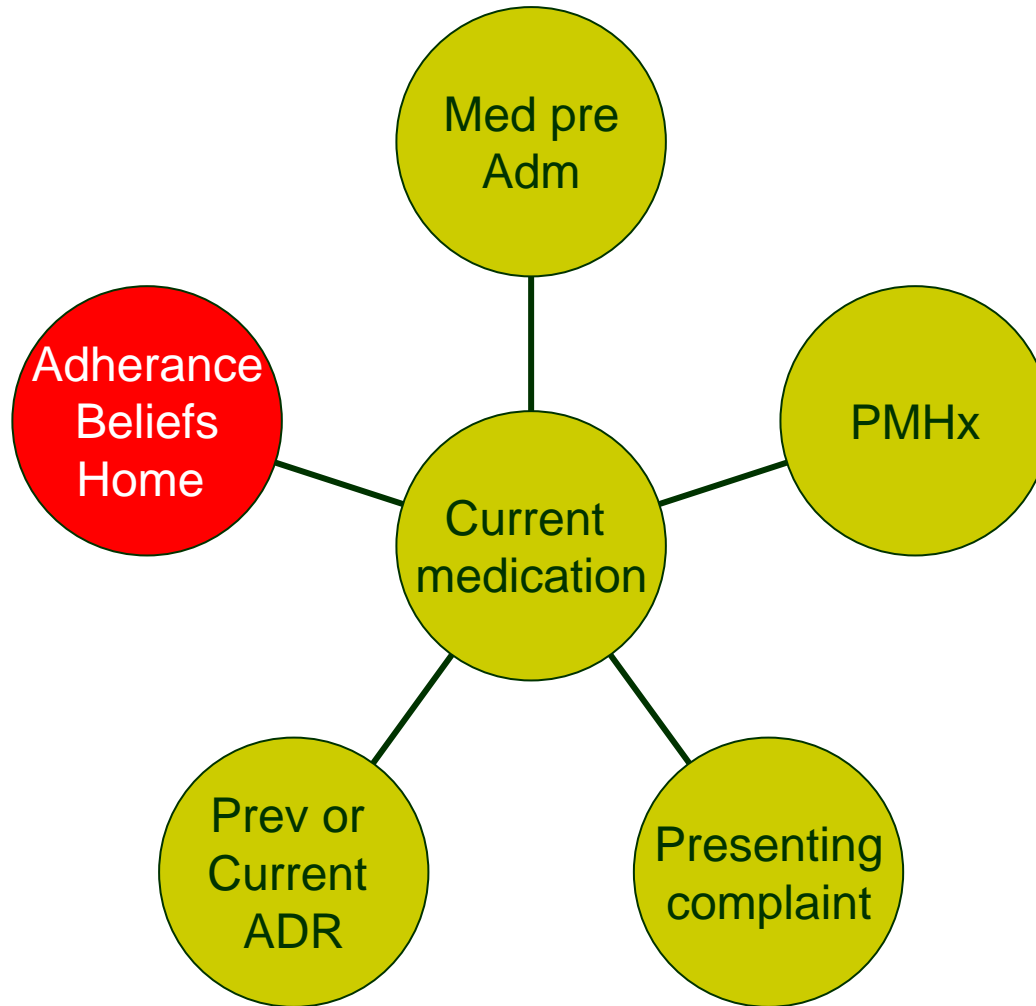 Med pre
Adm
Adherance
Beliefs
Home
PMHx
Current
medication
Prev or
Current
ADR
Presenting
complaint